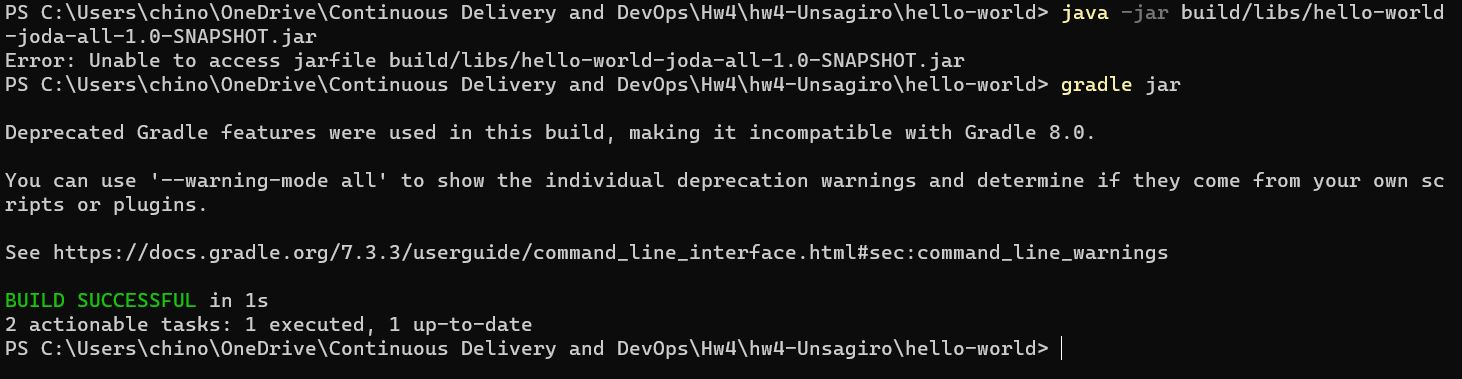 PS C:\Users\chino\OneDrive\Continuous Delivery and DevOps\Hw4\hw4-Unsagiro\hello-world> java -jar build/libs/hello-world
-joda-all-1.0-SNAPSHOT.jar
Error: Unable to access jarfile build/libs/hello-world-joda-all-1.0-SNAPSHOT.jar
PS C:\Users\chino\OneDrive\Continuous Delivery and DevOps\Hw4\hw4-Unsagiro\hello-world> gradle jar
Deprecated Gradle features were used in this build, making it incompatible with Gradle 8.0.
You can use '--warning-mode all' to show the individual deprecation warnings and determine if they come from your own sc
ripts or plugins.
See https://docs.gradle.org/7.3.3/userguide/command_line_interface.html#sec:command_line_warnings
BUILD SUCCESSFUL in 1s
2 actionable tasks: 1 executed, 1 up-to-date
PS C:\Users\chino\OneDrive\Continuous Delivery and DevOps\Hw4\hw4-Unsagiro\hello-world>